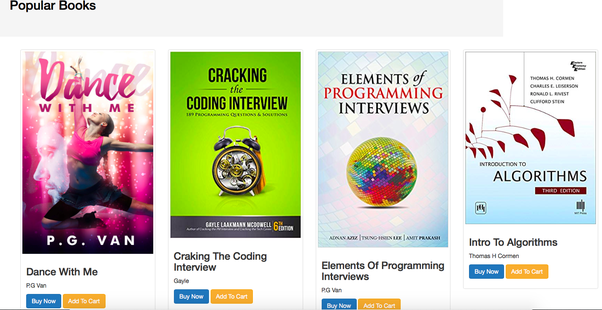 Popular Books
Dance
WITH ME
P.G. VAN
Dance With Me
P.G Van
Buy Now Add To Cart
CRACKING
the
CODING INTERVIEW
189 PROGRAMMING QUESTIONS & SOLUTIONS
GAYLE LAAKMANN MCDOWELL
6TH
EDITION
Craking The Coding
Interview
Gayle
Buy Now Add To Cart
ELEMENTS of
PROGRAMMING
INTERVIEWS
ADNAN AZIZ | TSUNG-HSIEN LEE | AMIT PRAKASH
Elements Of Programming
Interviews
P.G Van
Buy Now Add To Cart
THOMAS H. CORMEN
CHARLES E. LEISERSON
RONALD L. RIVEST
CLIFFORD STEIN
INTRODUCTION TO
ALGORITHMS
THIRD EDITION
Intro To Algorithms
Thomas H Cormen
Buy Now Add To Cart